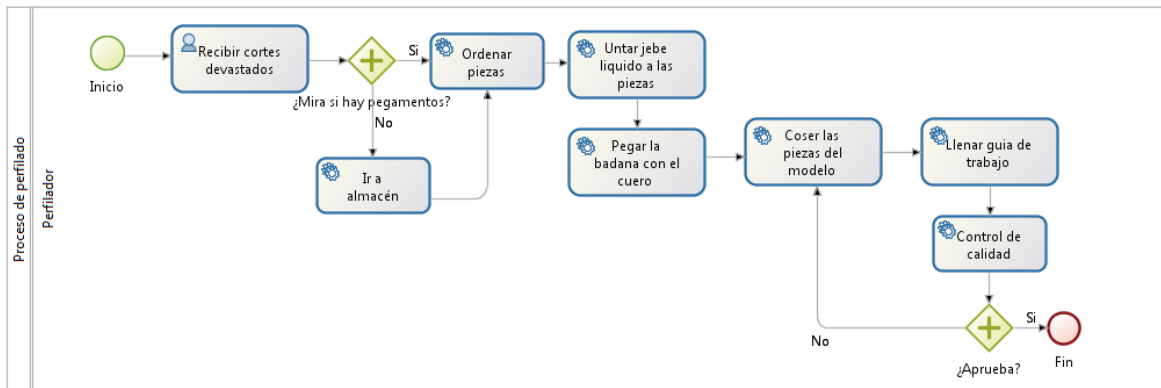 Proceso de perfilado
Perfilador
Inicio
Recibir cortes
devastados
¿Mira si hay pegamentos?
Si
No
Ir a
almacén
Ordenar
piezas
Untar jebe
liquido a las
piezas
Pegar la
badana con el
cuero
Coser las
piezas del
modelo
Llenar guia de
trabajo
Control de
calidad
¿Aprueba?
No
Si
Fin